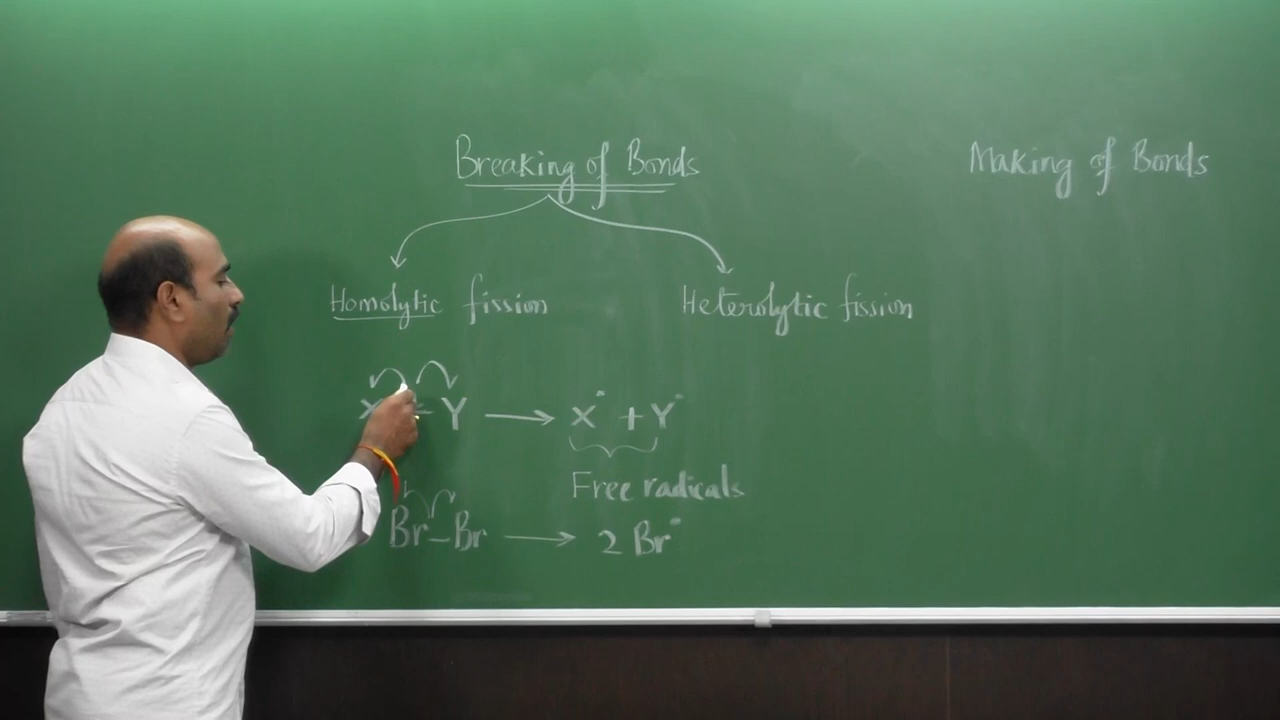 Breaking of Bonds
Making of Bonds
Homolytic fission
Heterolytic fission
X – Y → X• + Y•
Free radicals
Br–Br → 2 Br•